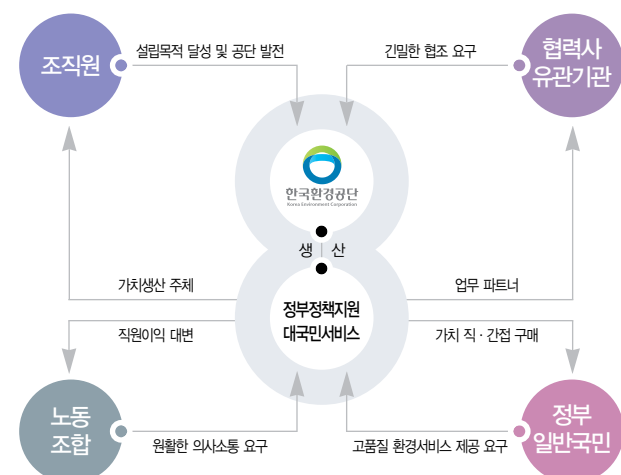 조직원
설립목적 달성 및 공단 발전
긴밀한 협조 요구
협력사
유관기관
한국환경공단
Korea Environment Corporation
생 산
가치생산 주체
업무 파트너
정부정책지원
대국민서비스
직원이익 대변
가치 직·간접 구매
노동
조합
원활한 의사소통 요구
고품질 환경서비스 제공 요구
정부
일반국민